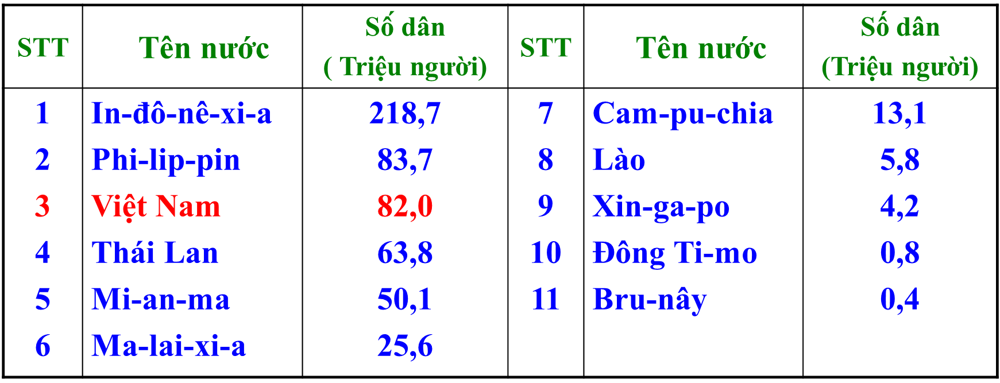 STT Tên nước Số dân ( Triệu người) STT Tên nước Số dân (Triệu người)
1 In-đô-nê-xi-a 218,7 7 Cam-pu-chia 13,1
2 Phi-lip-pin 83,7 8 Lào 5,8
3 Việt Nam 82,0 9 Xin-ga-po 4,2
4 Thái Lan 63,8 10 Đông Ti-mo 0,8
5 Mi-an-ma 50,1 11 Bru-nây 0,4
6 Ma-lai-xi-a 25,6